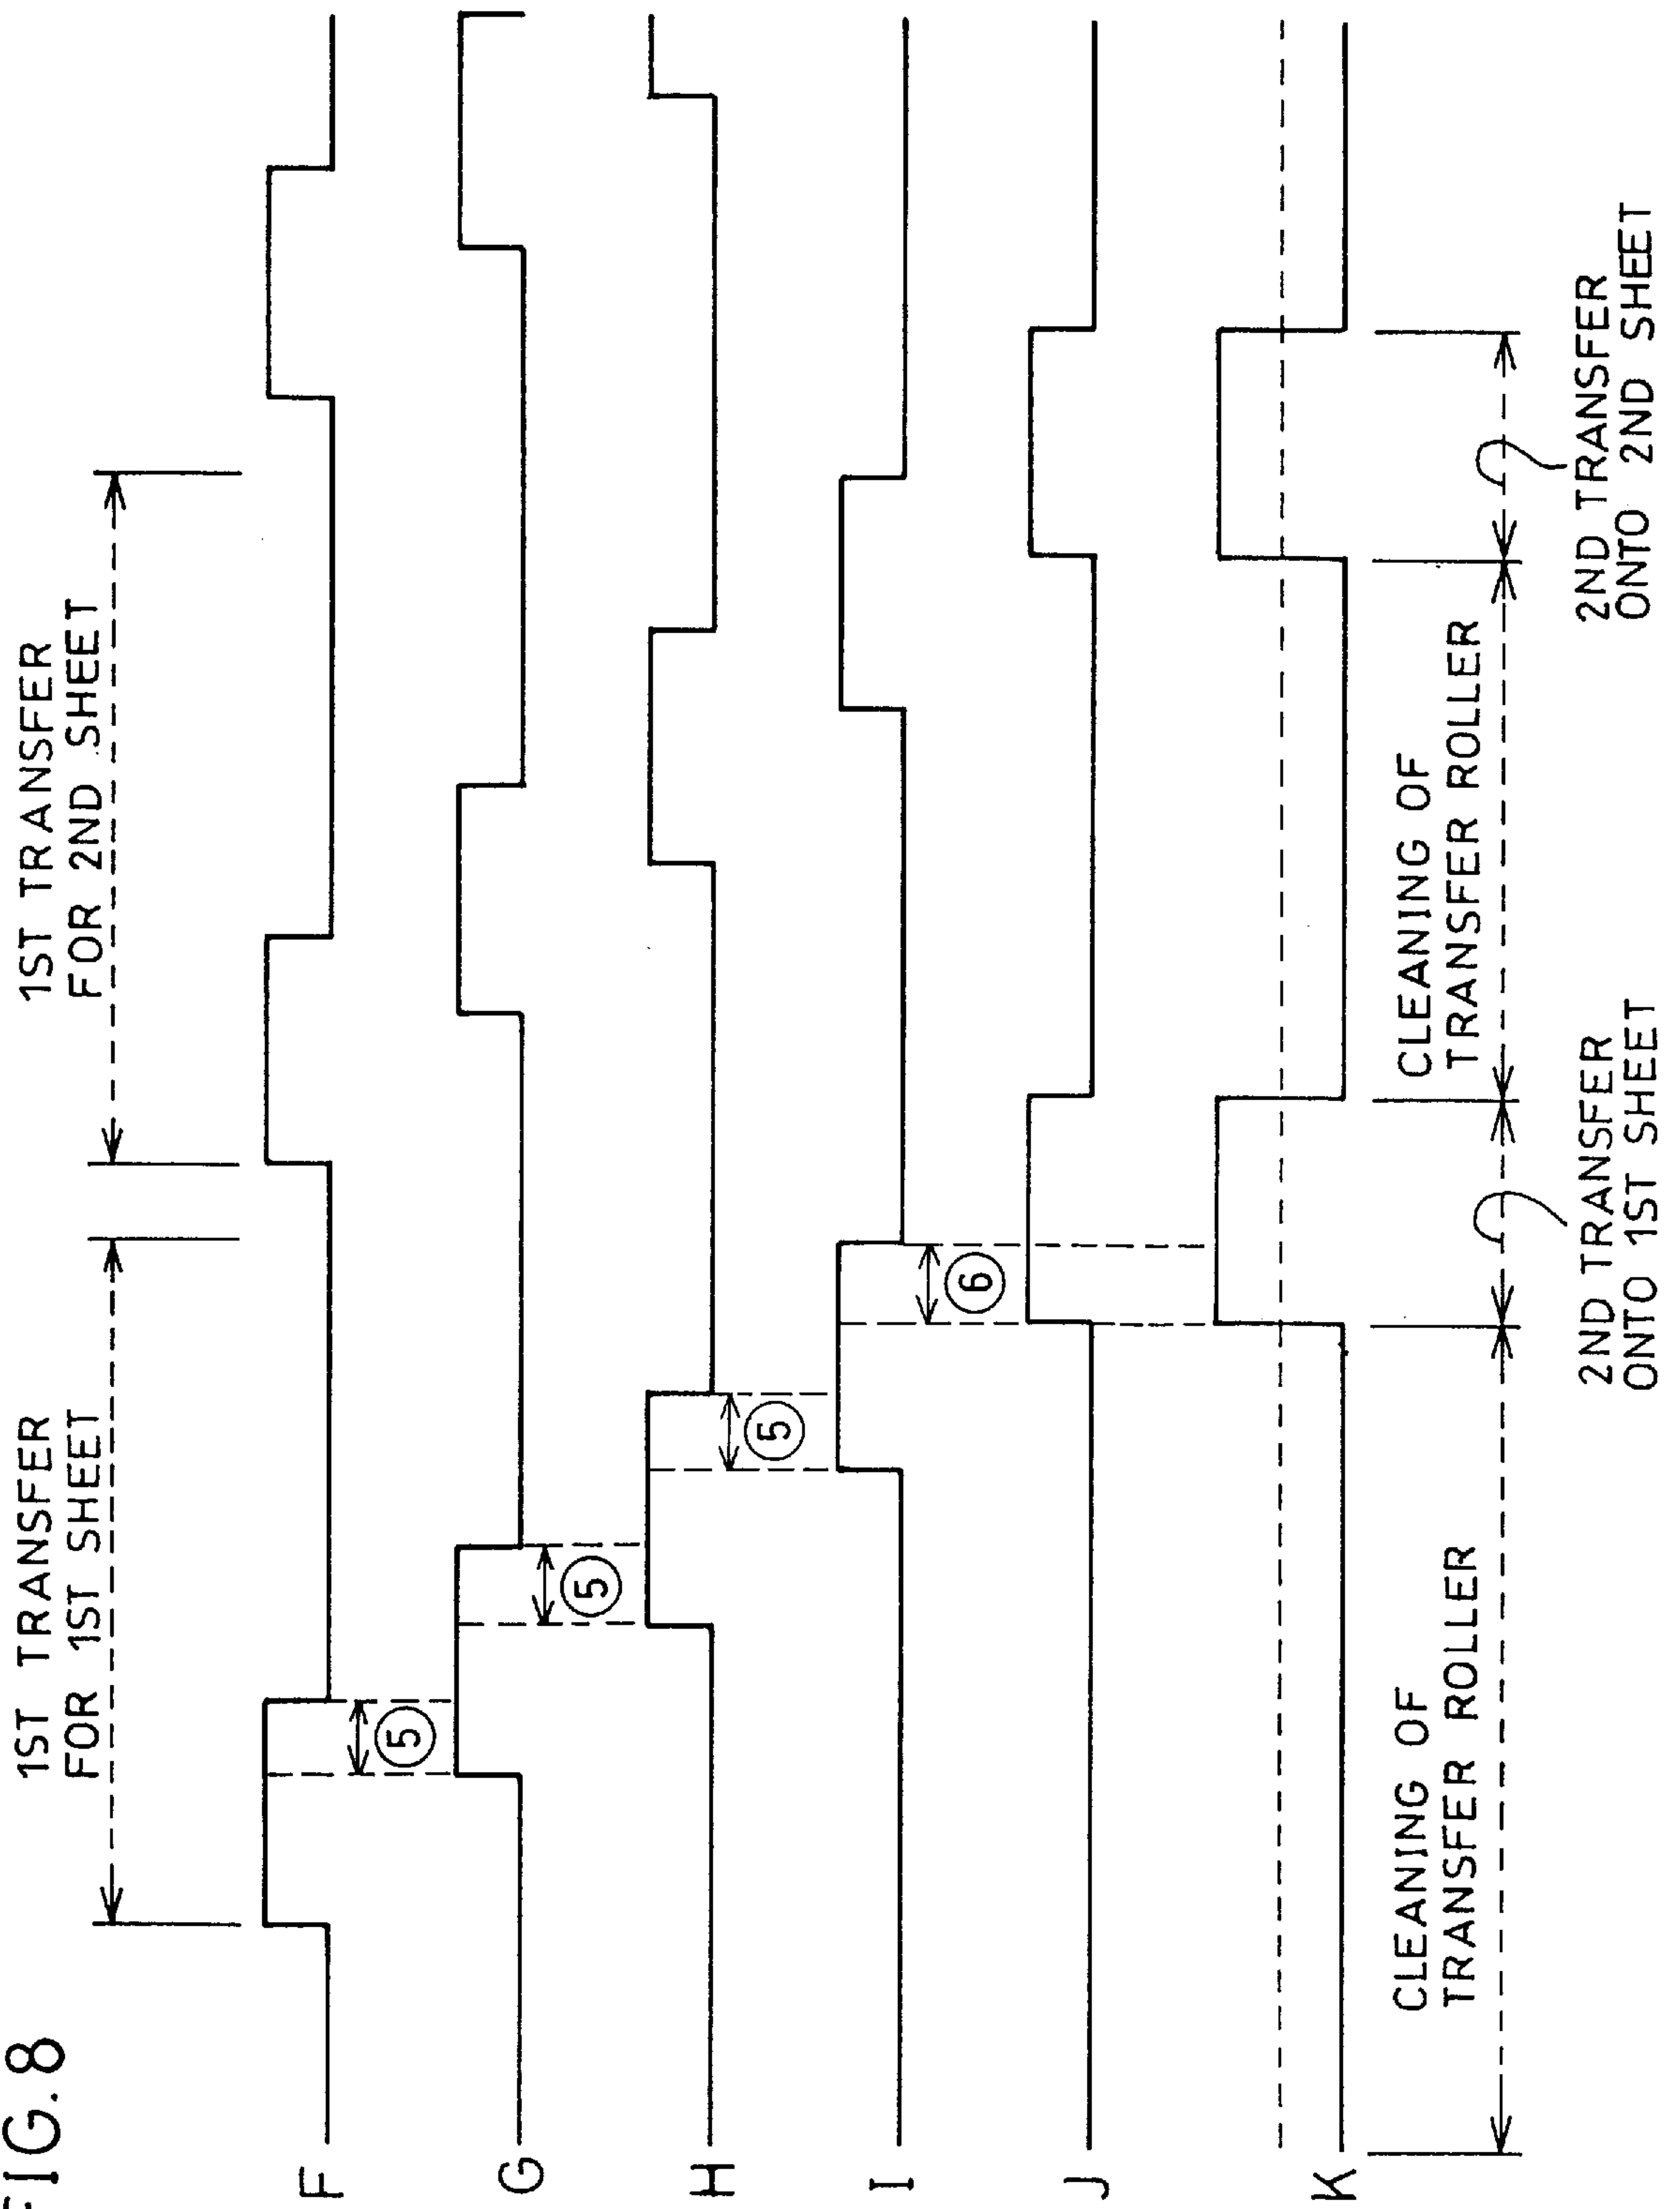 FIG. 8
1ST TRANSFER
FOR 1ST SHEET
1ST TRANSFER
FOR 2ND SHEET
F
5
G
5
H
5
I
6
J
K
CLEANING OF
TRANSFER ROLLER
2ND TRANSFER
ONTO 1ST SHEET
CLEANING OF
TRANSFER ROLLER
2ND TRANSFER
ONTO 2ND SHEET